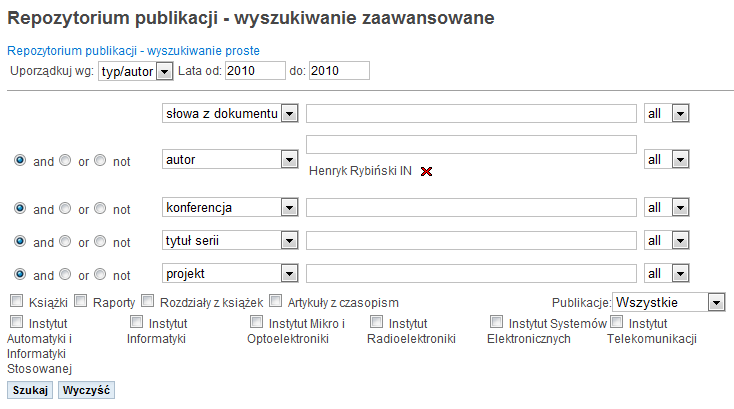 Repozytorium publikacji - wyszukiwanie zaawansowane
Repozytorium publikacji - wyszukiwanie proste
Uporządkuj wg: typ/autor Lata od: 2010 do: 2010
słowa z dokumentu all
and or not autor all
Henryk Rybiński IN
and or not konferencja all
and or not tytuł serii all
and or not projekt all
Książki Raporty Rozdziały z książek Artykuły z czasopism Publikacje: Wszystkie
Instytut Automatyki i Informatyki Stosowanej
Instytut Informatyki
Instytut Mikro i Optoelektroniki
Instytut Radioelektroniki
Instytut Systemów Elektronicznych
Instytut Telekomunikacji
Szukaj Wyczyść